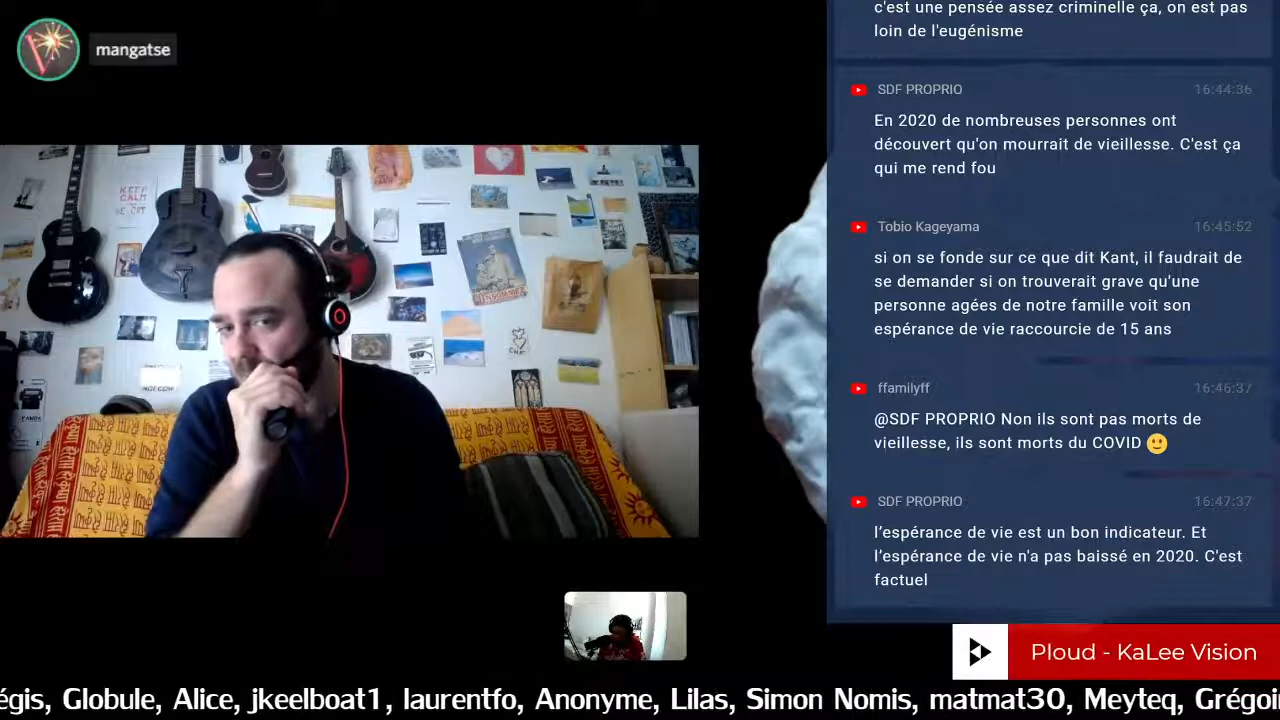 mangatse
c'est une pensée assez criminelle ça, on est pas
loin de l'eugénisme
SDF PROPRIO 16:44:36
En 2020 de nombreuses personnes ont
découvert qu'on mourrait de vieillesse. C'est ça
qui me rend fou
Tobio Kageyama 16:45:52
si on se fonde sur ce que dit Kant, il faudrait de
se demander si on trouverait grave qu'une
personne agées de notre famille voit son
espérance de vie raccourcie de 15 ans
ffamilyff 16:46:37
@SDF PROPRIO Non ils sont pas morts de
vieillesse, ils sont morts du COVID 🙂
SDF PROPRIO 16:47:37
l’espérance de vie est un bon indicateur. Et
l’espérance de vie n'a pas baissé en 2020. C'est
factuel
KEEP
CALM
Ploud - KaLee Vision
égis, Globule, Alice, jkeelboat1, laurentfo, Anonyme, Lilas, Simon Nomis, matmat30, Meyteq, Grégoi